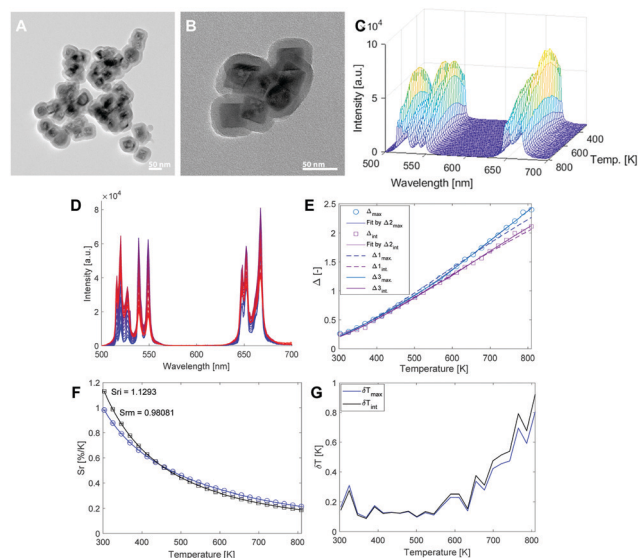 A
50 nm
B
50 nm
C
10
×10⁴
5
0
Intensity [a.u.]
500
550
600
650
700
Wavelength [nm]
400
600
800
Temp. [K]
D
×10⁴
8
6
4
2
0
Intensity [a.u.]
500
550
600
650
700
Wavelength [nm]
E
2.5
2
1.5
1
0.5
0
Δ [-]
Δmax
Fit by Δ2max
Δint
Fit by Δ2int
Δ1max.
Δ1int.
Δ3max.
Δ3int.
300
400
500
600
700
800
Temperature [K]
F
1.2
1
0.8
0.6
0.4
0.2
0
Sr [%/K]
Sri = 1.1293
Srm = 0.98081
300
400
500
600
700
800
Temperature [K]
G
1
0.8
0.6
0.4
0.2
0
δT [K]
δTmax
δTint
300
400
500
600
700
800
Temperature [K]